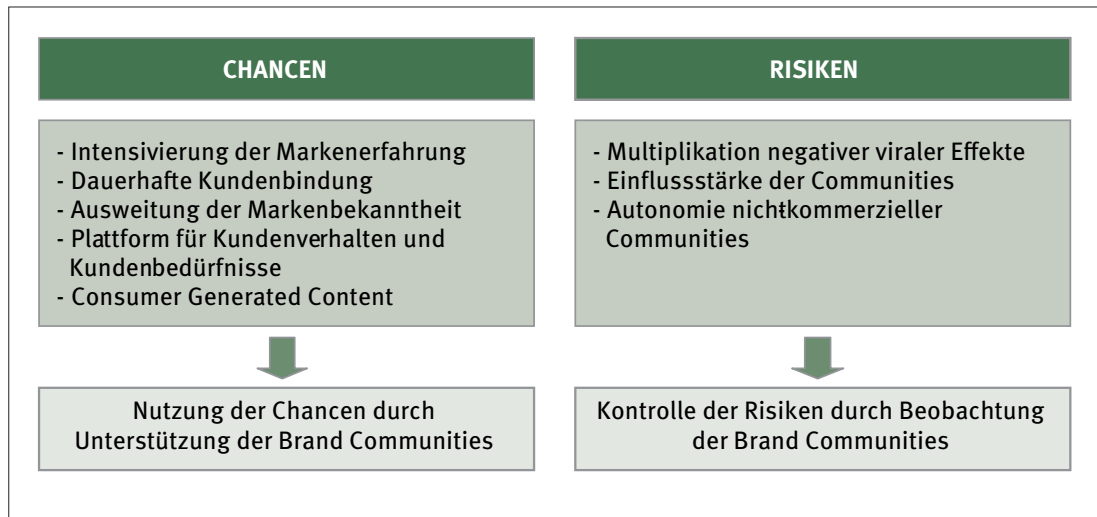 CHANCEN
- Intensivierung der Markenerfahrung
- Dauerhafte Kundenbindung
- Ausweitung der Markenbekanntheit
- Plattform für Kundenverhalten und
Kundenbedürfnisse
- Consumer Generated Content
Nutzung der Chancen durch
Unterstützung der Brand Communities
RISIKEN
- Multiplikation negativer viraler Effekte
- Einflussstärke der Communities
- Autonomie nicht-kommerzieller
Communities
Kontrolle der Risiken durch Beobachtung
der Brand Communities